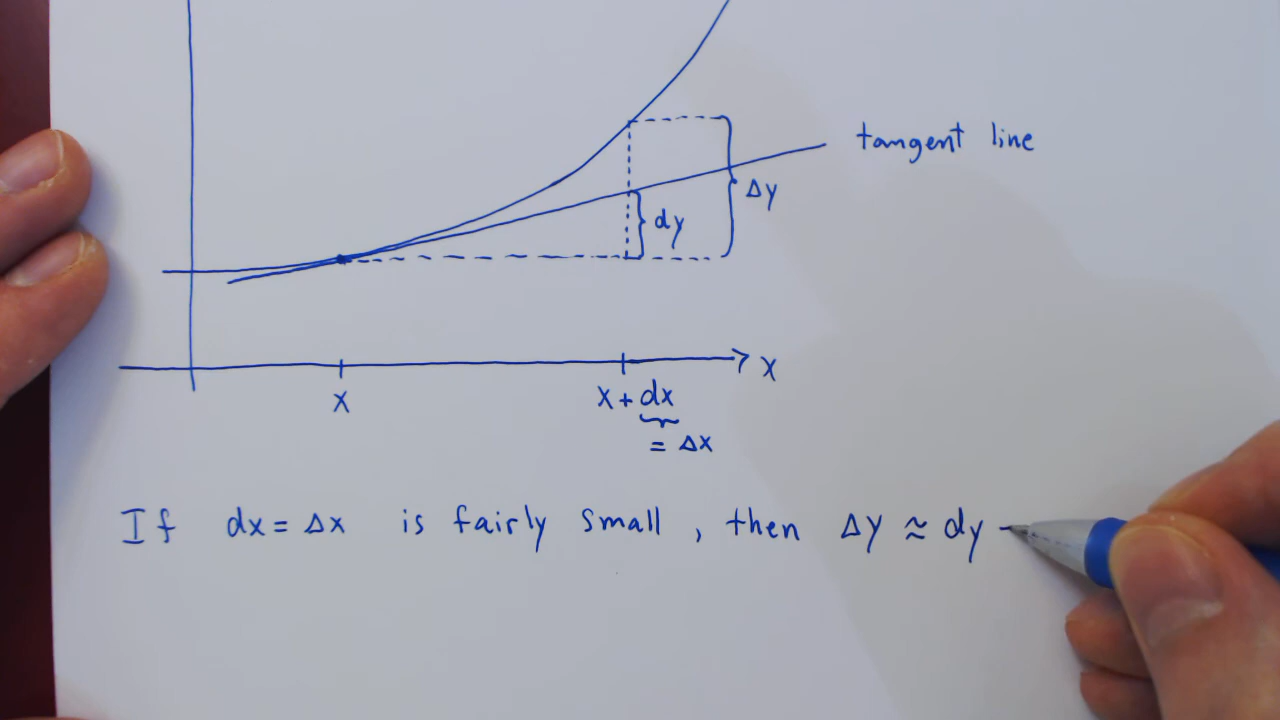 tangent line
Δy
dy
x
x x + dx
= Δx
If dx = Δx is fairly small, then Δy ≈ dy